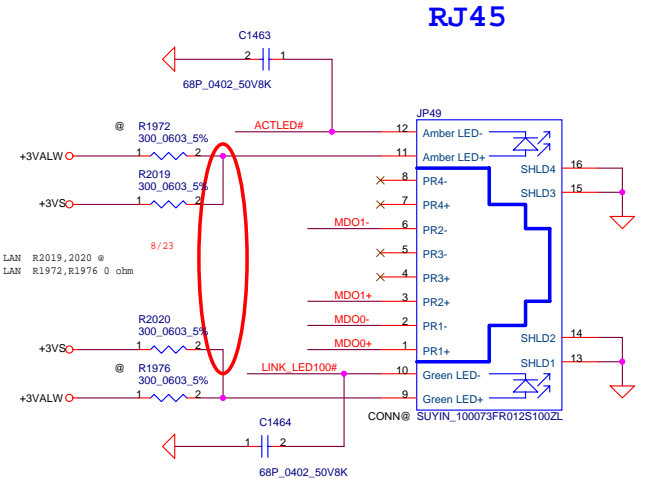 RJ45
C1463
2 1
68P_0402_50V8K
JP49
@ R1972
300_0603_5%
ACTLED#
12 Amber LED-
+3VALW 1 2
11 Amber LED+
R2019
300_0603_5%
+3VS 1 2
8 PR4-
7 PR4+
MDO1- 6 PR2-
5 PR3-
4 PR3+
MDO1+ 3 PR2+
MDO0- 2 PR1-
MDO0+ 1 PR1+
SHLD4 16
SHLD3 15
8/23
LAN R2019,2020 @
LAN R1972,R1976 0 ohm
R2020
300_0603_5%
+3VS 1 2
SHLD2 14
SHLD1 13
@ R1976
300_0603_5%
LINK_LED100#
10 Green LED-
+3VALW 1 2
9 Green LED+
CONN@ SUYIN_100073FR012S100ZL
C1464
1 2
68P_0402_50V8K